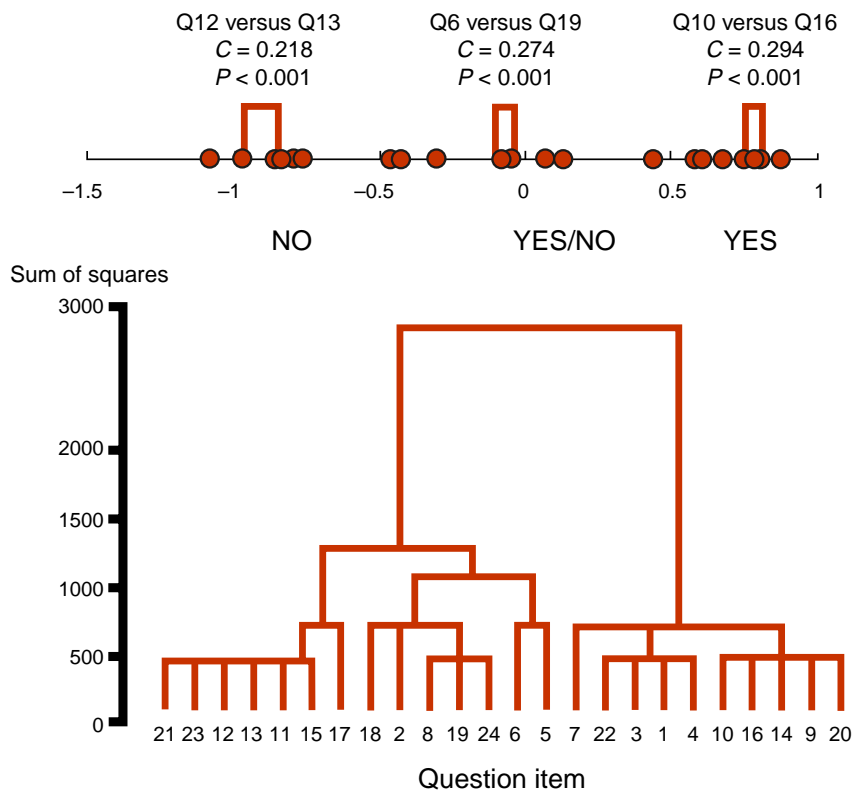 Q12 versus Q13 Q6 versus Q19 Q10 versus Q16
C = 0.218 C = 0.274 C = 0.294
P < 0.001 P < 0.001 P < 0.001
–1.5 –1 –0.5 0 0.5 1
NO YES/NO YES
Sum of squares
3000
2000
1500
1000
500
0
21 23 12 13 11 15 17 18 2 8 19 24 6 5 7 22 3 1 4 10 16 14 9 20
Question item